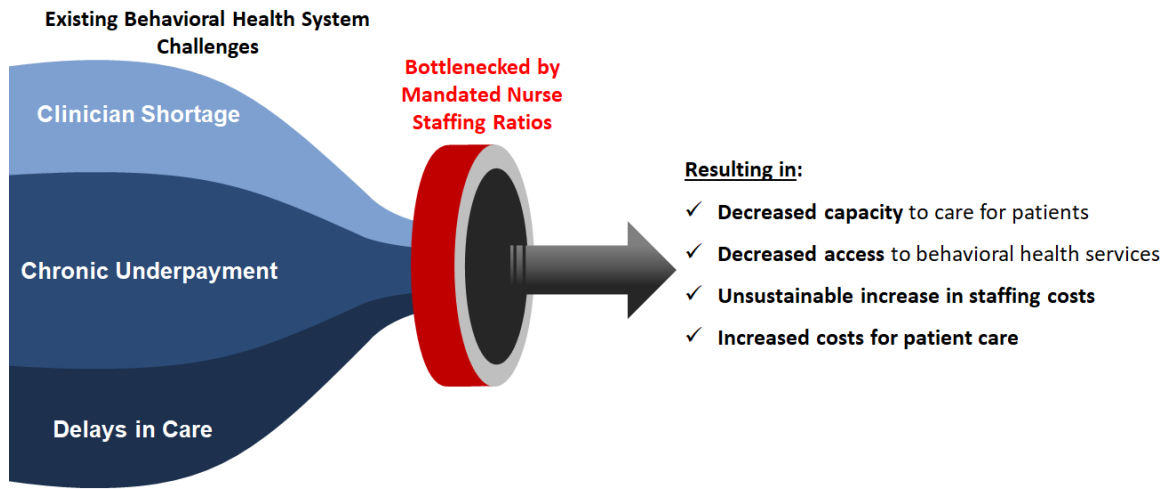 Existing Behavioral Health System
Challenges
Clinician Shortage
Chronic Underpayment
Delays in Care
Bottlenecked by
Mandated Nurse
Staffing Ratios
Resulting in:
✓ Decreased capacity to care for patients
✓ Decreased access to behavioral health services
✓ Unsustainable increase in staffing costs
✓ Increased costs for patient care